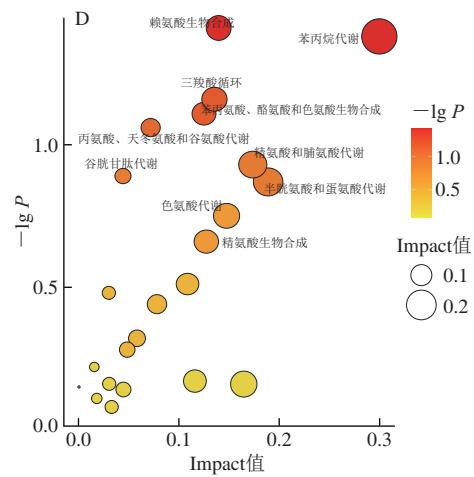 D
赖氨酸生物合成
苯丙烷代谢
三羧酸循环
苯丙氨酸、酪氨酸和色氨酸生物合成
丙氨酸、天冬氨酸和谷氨酸代谢
精氨酸和脯氨酸代谢
谷胱甘肽代谢
半胱氨酸和蛋氨酸代谢
色氨酸代谢
精氨酸生物合成
—lg P
1.0
0.5
0.0
0.0
0.1
0.2
0.3
Impact值
—lg P
1.0
0.5
Impact值
0.1
0.2